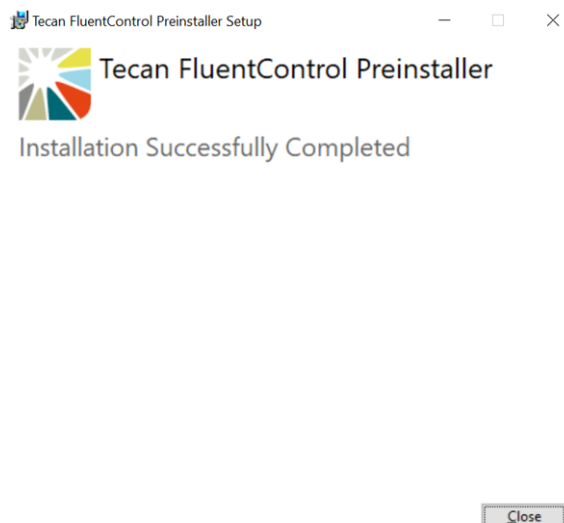 Tecan FluentControl Preinstaller Setup
Tecan FluentControl Preinstaller
Installation Successfully Completed
Close